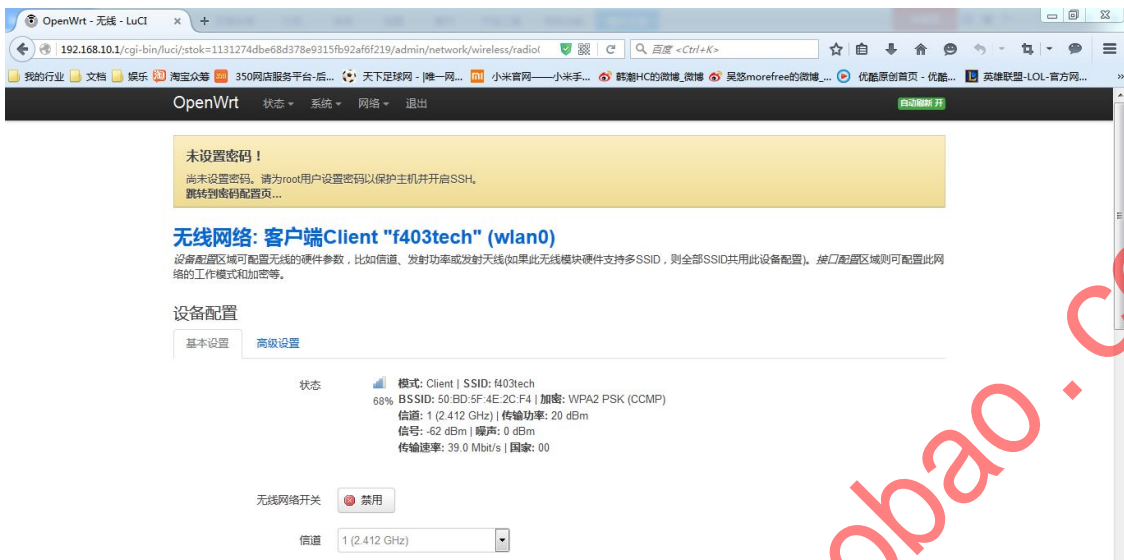 OpenWrt - 无线 - LuCI
192.168.10.1/cgi-bin/luci/;stok=1131274dbe68d378e9315fb92af6f219/admin/network/wireless/radio(
百度 <Ctrl+K>
我的行业 文档 娱乐 淘宝众筹 350网店服务平台-后... 天下足球网 - [唯一网... 小米官网——小米手... 韩潮HC的微博_微博 吴悠morefree的微博_... 优酷原创首页 - 优酷... 英雄联盟-LOL-官方网... »
OpenWrt 状态 系统 网络 退出 自动刷新 开
未设置密码！
尚未设置密码。请为root用户设置密码以保护主机并开启SSH。
跳转到密码配置页...
无线网络: 客户端Client "f403tech" (wlan0)
设备配置区域可配置无线的硬件参数，比如信道、发射功率或发射天线(如果此无线模块硬件支持多SSID，则全部SSID共用此设备配置)。接口配置区域则可配置此网
络的工作模式和加密等。
设备配置
基本设置 高级设置
状态 模式: Client | SSID: f403tech
68% BSSID: 50:BD:5F:4E:2C:F4 | 加密: WPA2 PSK (CCMP)
信道: 1 (2.412 GHz) | 传输功率: 20 dBm
信号: -62 dBm | 噪声: 0 dBm
传输速率: 39.0 Mbit/s | 国家: 00
无线网络开关 禁用
信道 1 (2.412 GHz)